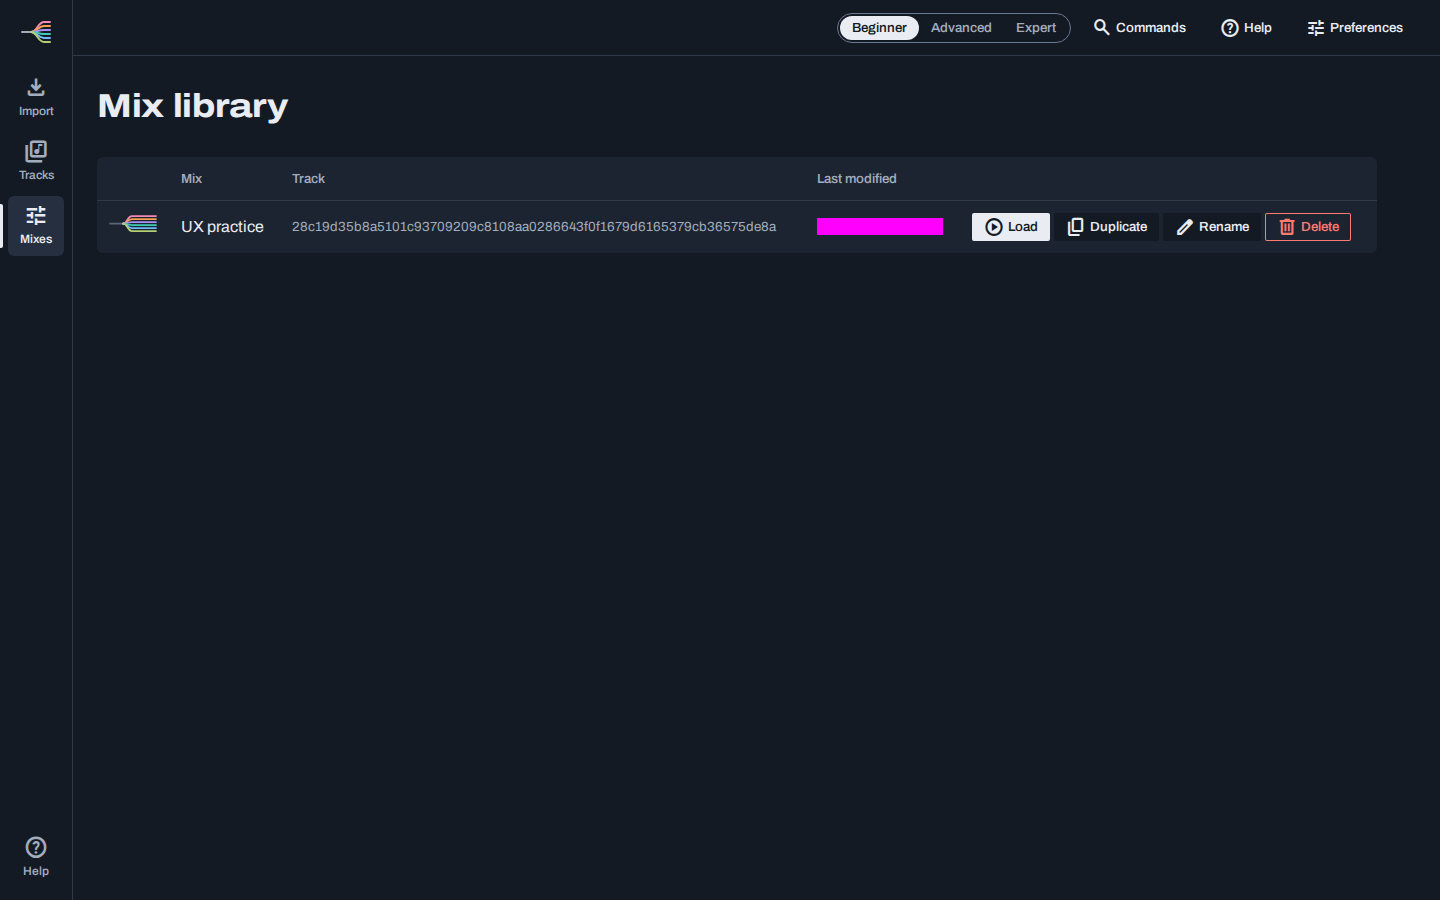 Beginner Advanced Expert Commands Help Preferences
Import
Tracks
Mixes
Help
Mix library
Mix Track Last modified
UX practice 28c19d35b8a5101c93709209c8108aa0286643f0f1679d6165379cb36575de8a Load Duplicate Rename Delete